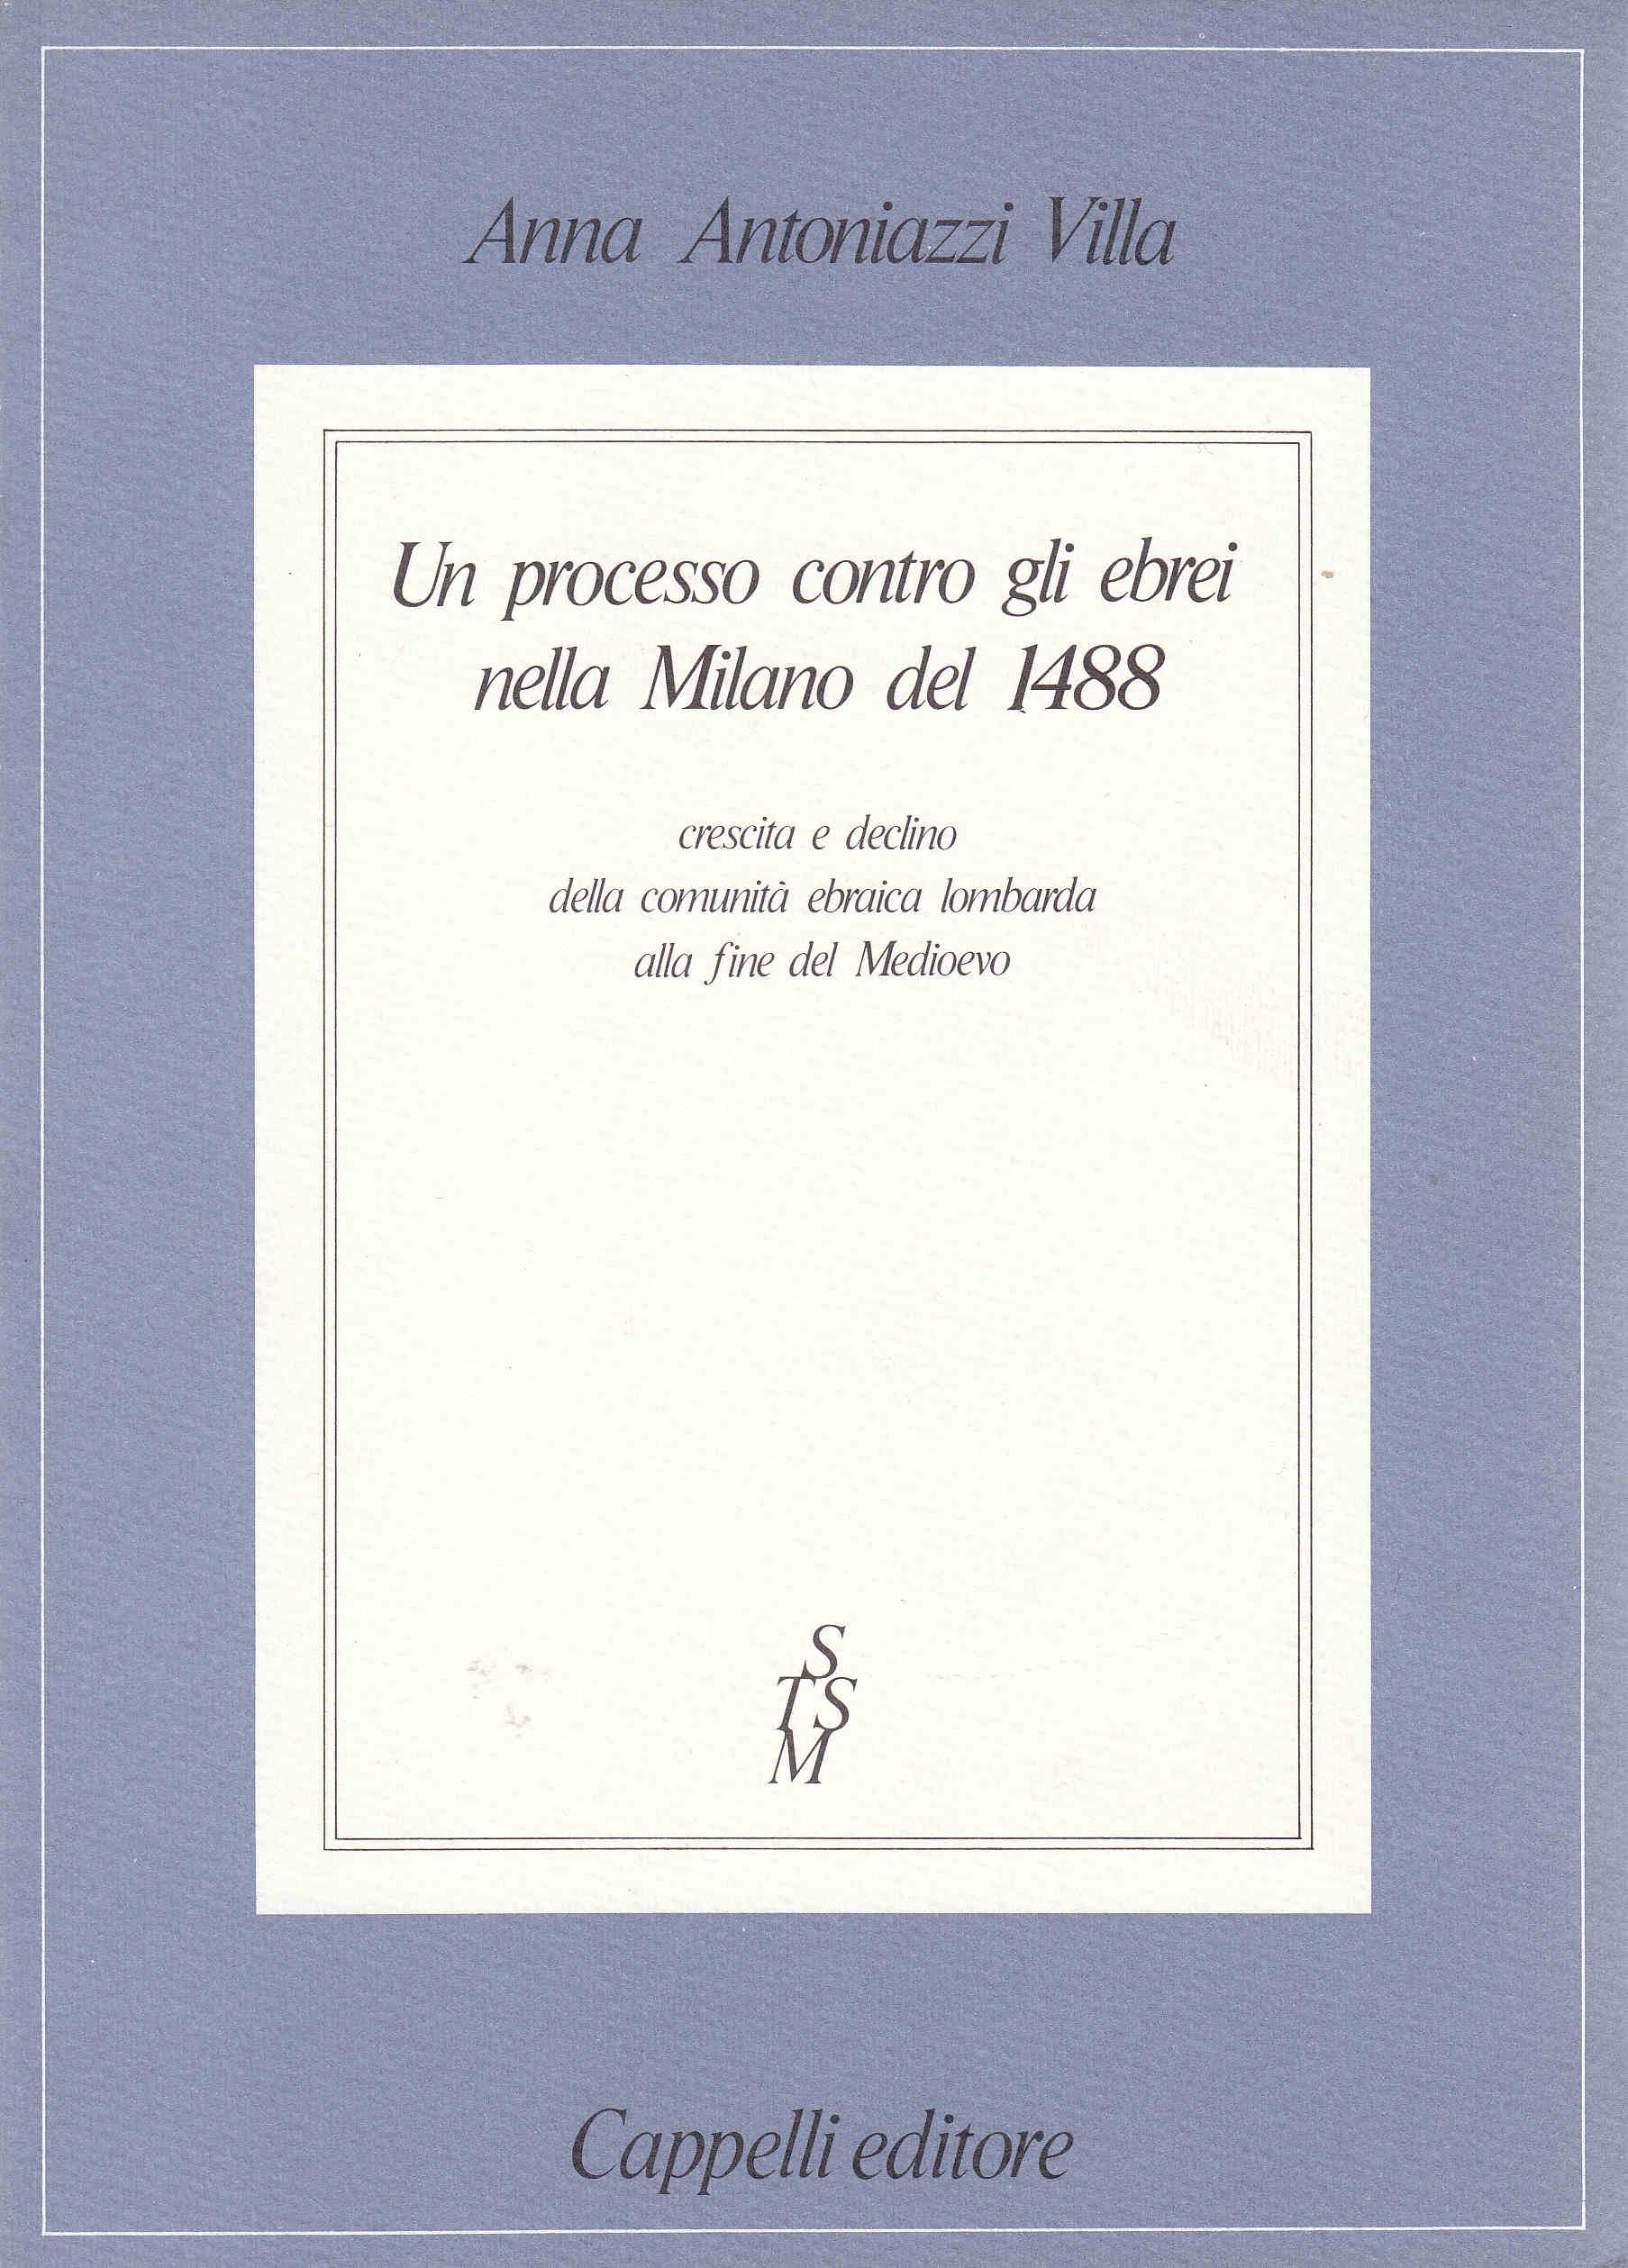 Anna Antoniazzi Villa
Un processo contro gli ebrei
nella Milano del 1488
crescita e declino
della comunità ebraica lombarda
alla fine del Medioevo
S
TS
M
Cappelli editore